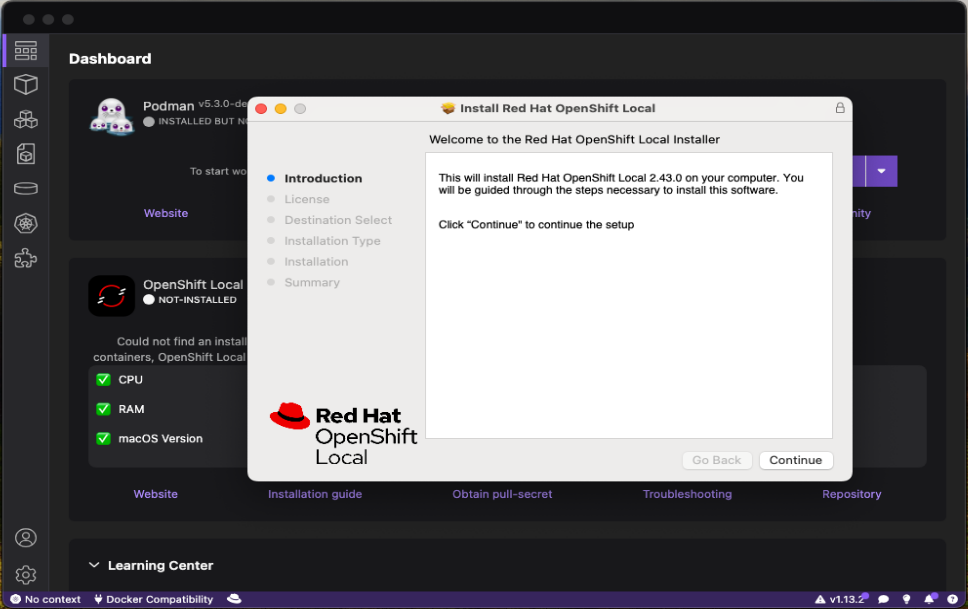 Dashboard
Podman v5.3.0-de
INSTALLED BUT NO
To start wo
Website
nity
Install Red Hat OpenShift Local
Welcome to the Red Hat OpenShift Local Installer
Introduction
License
Destination Select
Installation Type
Installation
Summary
This will install Red Hat OpenShift Local 2.43.0 on your computer. You
will be guided through the steps necessary to install this software.
Click “Continue" to continue the setup
Red Hat
OpenShift
Local
Go Back
Continue
OpenShift Local
NOT-INSTALLED
Could not find an install
containers, OpenShift Local
CPU
RAM
macOS Version
Website
Installation guide
Obtain pull-secret
Troubleshooting
Repository
Learning Center
No context
Docker Compatibility
v1.13.2